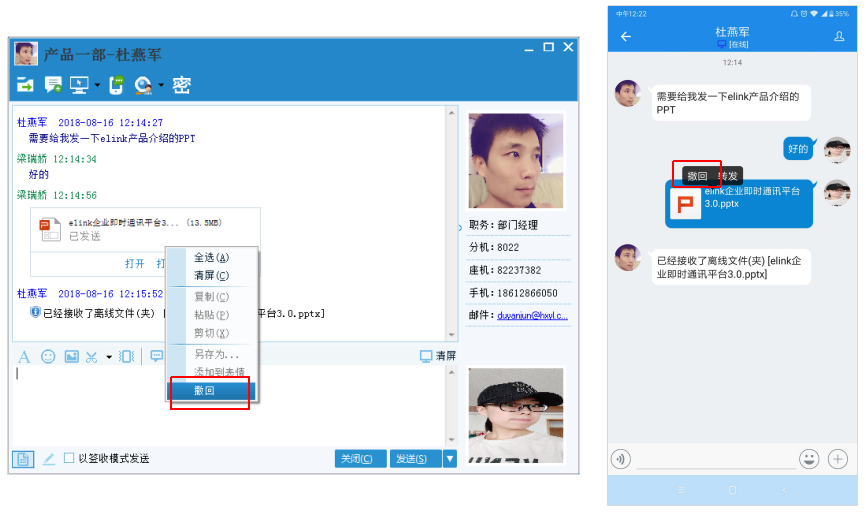 产品一部-杜燕军
密
杜燕军 2018-08-16 12:14:27
需要给我发一下elink产品介绍的PPT
梁瑞娇 12:14:34
好的
梁瑞娇 12:14:56
elink企业即时通讯平台3... (13.5MB)
已发送
打开 打
杜燕军 2018-08-16 12:15:52
已经接收了离线文件(夹) [
平台3.0.pptx]
全选(A)
清屏(C)
复制(C)
粘贴(P)
剪切(X)
另存为...
添加到表情
撤回
清屏
以签收模式发送
关闭(C)
发送(S)
职务：部门经理
分机：8022
座机：82237382
手机：18612866050
邮件：duyanjun@hxyl.c...
中午12:22
35%
杜燕军
[在线]
12:14
需要给我发一下elink产品介绍的
PPT
好的
撤回 转发
elink企业即时通讯平台
3.0.pptx
已经接收了离线文件(夹) [elink企
业即时通讯平台3.0.pptx]